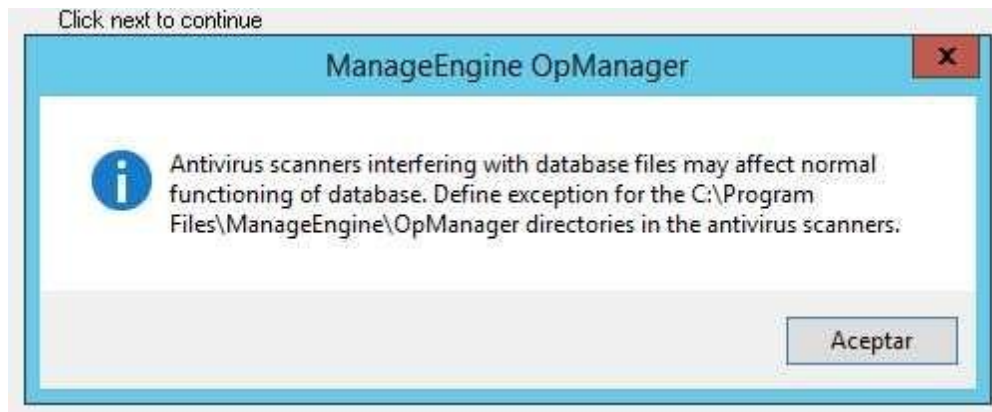 Click next to continue
ManageEngine OpManager
x
Antivirus scanners interfering with database files may affect normal
functioning of database. Define exception for the C:\Program
Files\ManageEngine\OpManager directories in the antivirus scanners.
Aceptar